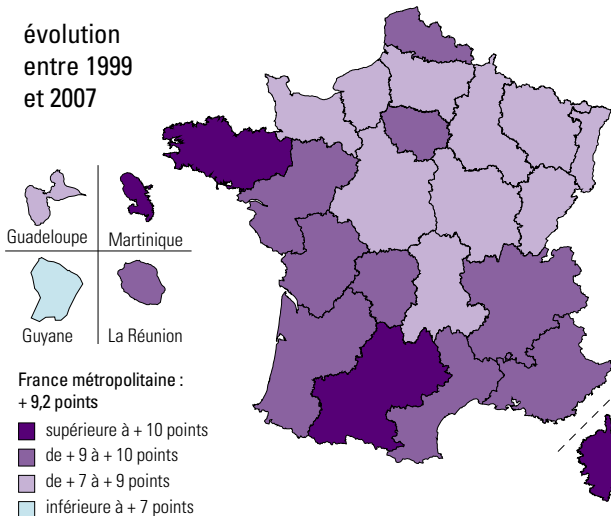 évolution
entre 1999
et 2007
Guadeloupe
Martinique
Guyane
La Réunion
France métropolitaine :
+ 9,2 points
supérieure à + 10 points
de + 9 à + 10 points
de + 7 à + 9 points
inférieure à + 7 points